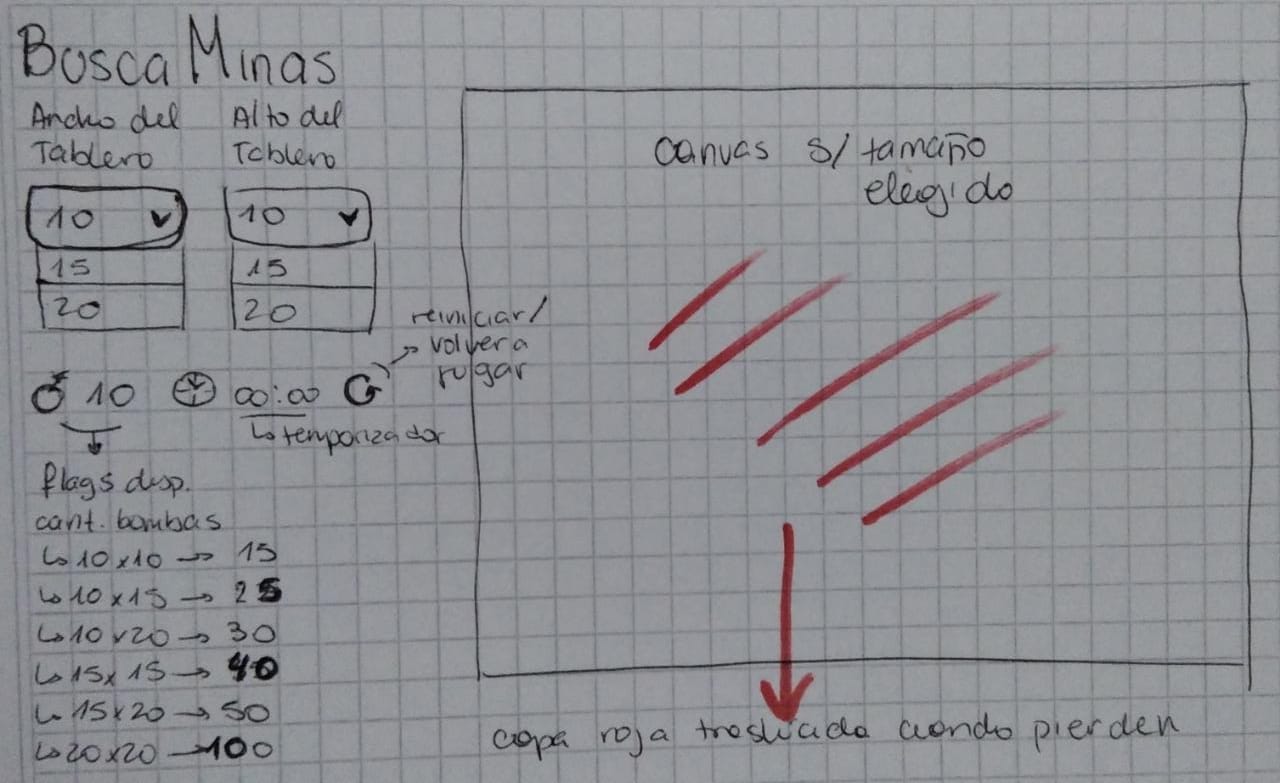 BuscaMinas
Ancho del
Tablero
Alto del
Tablero
10
15
20
10
15
20
10
00:00
reiniciar/
volver a
jugar
↳ temporizador
flags disp.
cant. bombas
↳ 10x10 → 15
↳ 10x15 → 25
↳ 10x20 → 30
↳ 15x15 → 40
↳ 15x20 → 50
↳ 20x20 → 100
canvas s/ tamaño
elegido
capa roja traslúcida cuando pierden